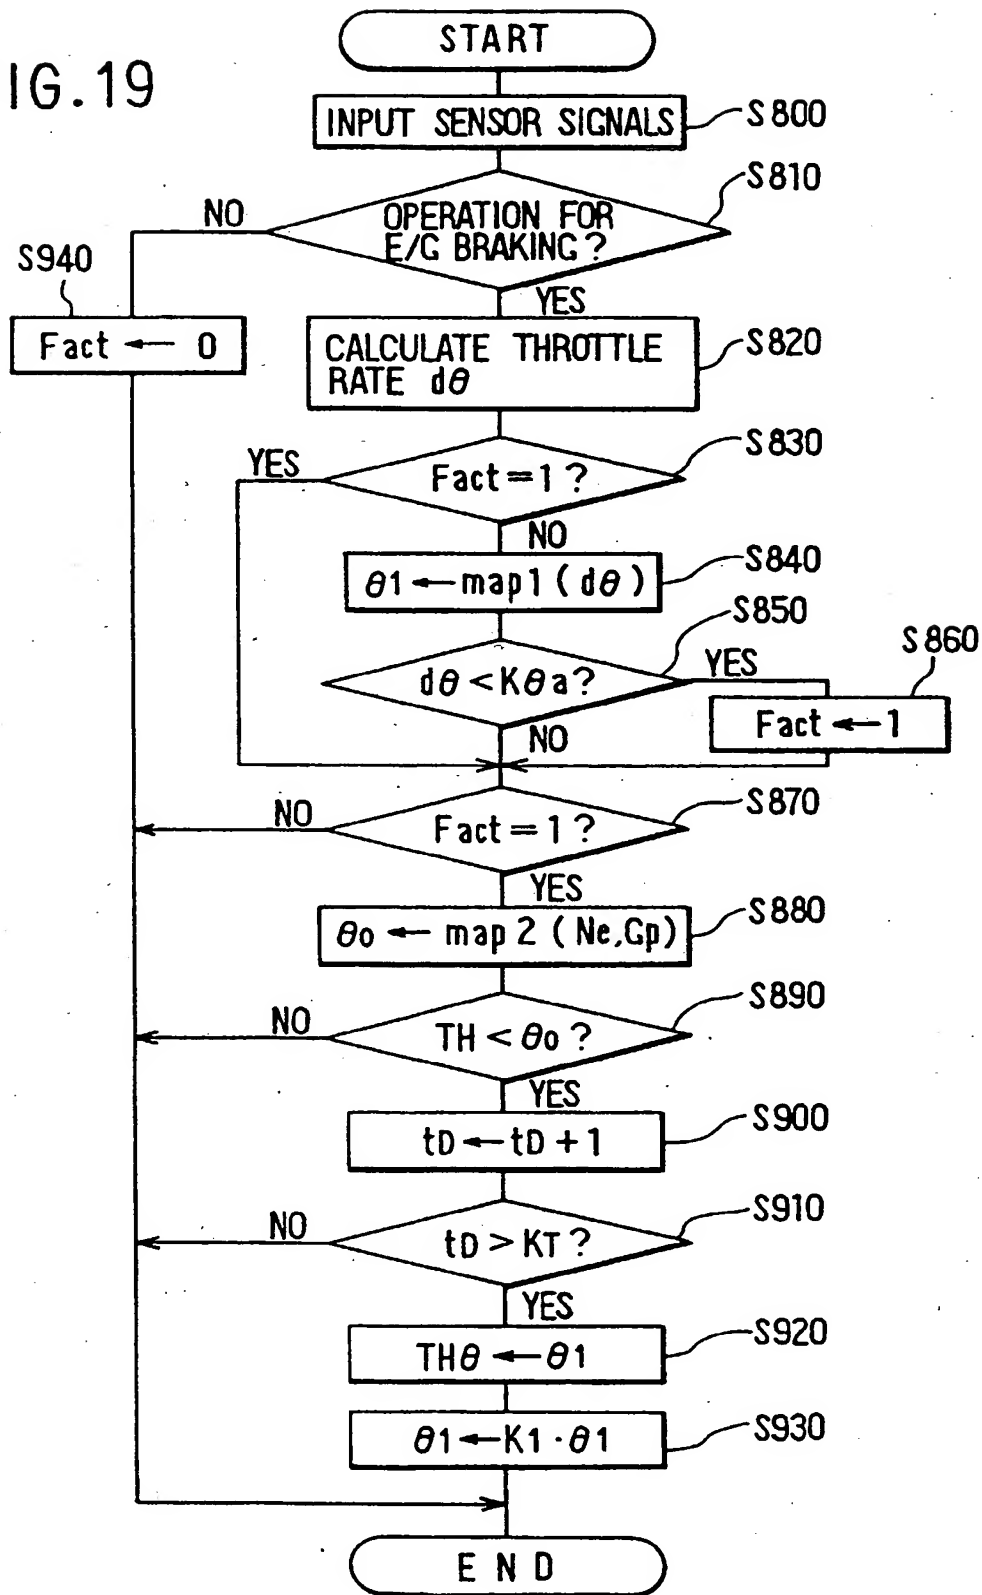 START
IG.19
INPUT SENSOR SIGNALS
S800
S810
NO
OPERATION FOR
E/G BRAKING?
S940
YES
Fact ← 0
CALCULATE THROTTLE
RATE dθ
S820
S830
YES
Fact = 1 ?
NO
S840
θ1 ← map 1 ( dθ )
S850
dθ < Kθa?
YES
S860
Fact ← 1
NO
S870
NO
Fact = 1 ?
YES
S880
θo ← map 2 ( Ne,Gp)
S890
NO
TH < θo ?
YES
S900
tD ← tD + 1
S910
NO
tD > KT ?
YES
S920
THθ ← θ1
S930
θ1 ← K1 · θ1
END